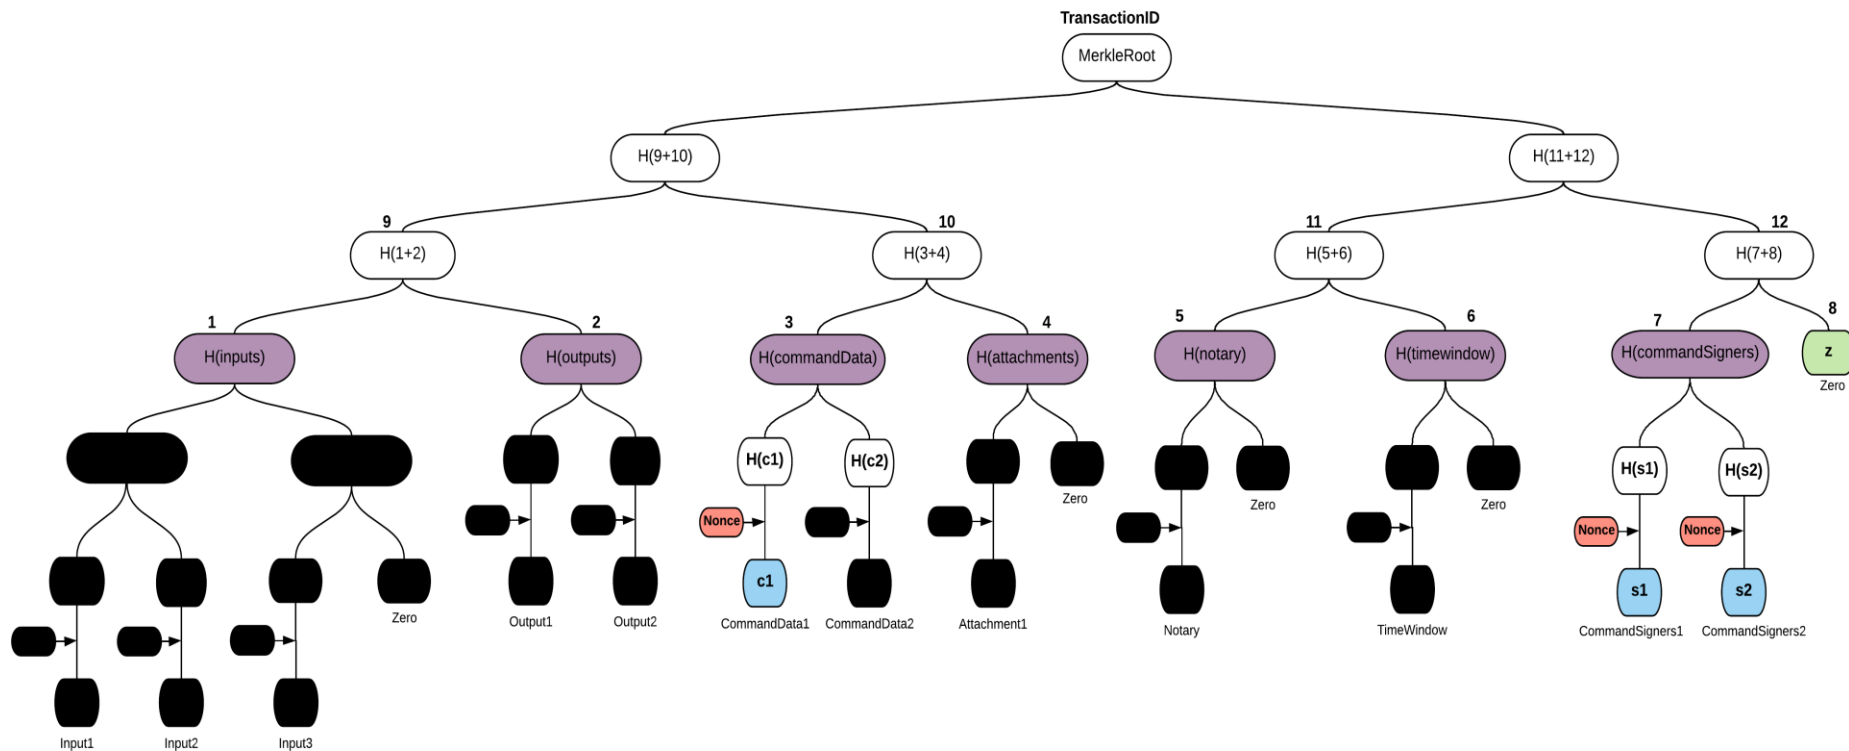 TransactionID
MerkleRoot
H(9+10)
H(11+12)
9
10
11
12
H(1+2)
H(3+4)
H(5+6)
H(7+8)
1
2
3
4
5
6
7
8
H(inputs)
H(outputs)
H(commandData)
H(attachments)
H(notary)
H(timewindow)
H(commandSigners)
z
Zero
H(c1)
H(c2)
H(s1)
H(s2)
Zero
Zero
Zero
Nonce
Nonce
Nonce
c1
s1
s2
Zero
Output1
Output2
CommandData1
CommandData2
Attachment1
Notary
TimeWindow
CommandSigners1
CommandSigners2
Input1
Input2
Input3